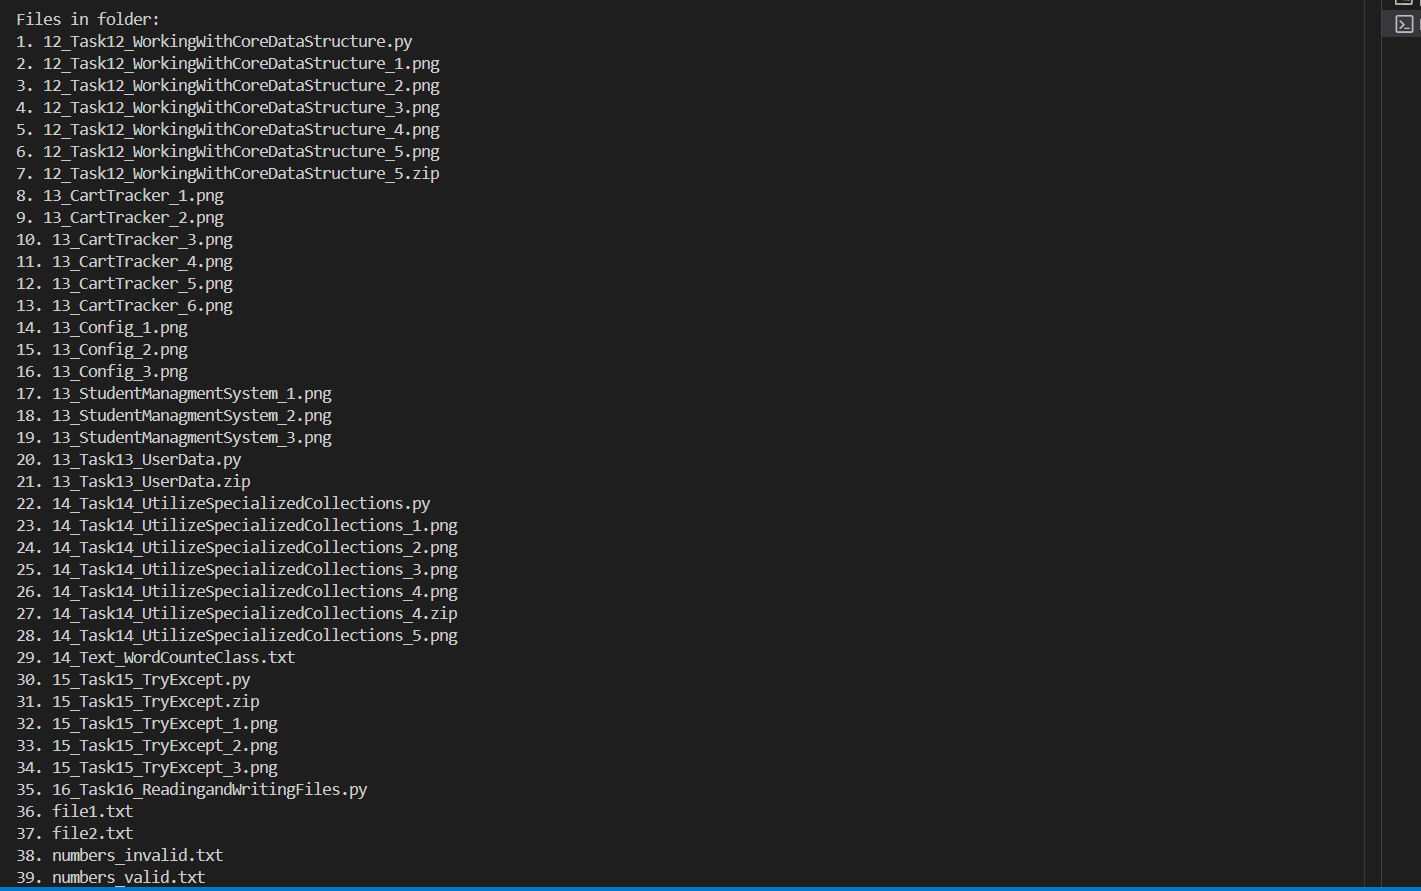 Files in folder:
1. 12_Task12_WorkingWithCoreDataStructure.py
2. 12_Task12_WorkingWithCoreDataStructure_1.png
3. 12_Task12_WorkingWithCoreDataStructure_2.png
4. 12_Task12_WorkingWithCoreDataStructure_3.png
5. 12_Task12_WorkingWithCoreDataStructure_4.png
6. 12_Task12_WorkingWithCoreDataStructure_5.png
7. 12_Task12_WorkingWithCoreDataStructure_5.zip
8. 13_CartTracker_1.png
9. 13_CartTracker_2.png
10. 13_CartTracker_3.png
11. 13_CartTracker_4.png
12. 13_CartTracker_5.png
13. 13_CartTracker_6.png
14. 13_Config_1.png
15. 13_Config_2.png
16. 13_Config_3.png
17. 13_StudentManagmentSystem_1.png
18. 13_StudentManagmentSystem_2.png
19. 13_StudentManagmentSystem_3.png
20. 13_Task13_UserData.py
21. 13_Task13_UserData.zip
22. 14_Task14_UtilizeSpecializedCollections.py
23. 14_Task14_UtilizeSpecializedCollections_1.png
24. 14_Task14_UtilizeSpecializedCollections_2.png
25. 14_Task14_UtilizeSpecializedCollections_3.png
26. 14_Task14_UtilizeSpecializedCollections_4.png
27. 14_Task14_UtilizeSpecializedCollections_4.zip
28. 14_Task14_UtilizeSpecializedCollections_5.png
29. 14_Text_WordCounteClass.txt
30. 15_Task15_TryExcept.py
31. 15_Task15_TryExcept.zip
32. 15_Task15_TryExcept_1.png
33. 15_Task15_TryExcept_2.png
34. 15_Task15_TryExcept_3.png
35. 16_Task16_ReadingandWritingFiles.py
36. file1.txt
37. file2.txt
38. numbers_invalid.txt
39. numbers_valid.txt